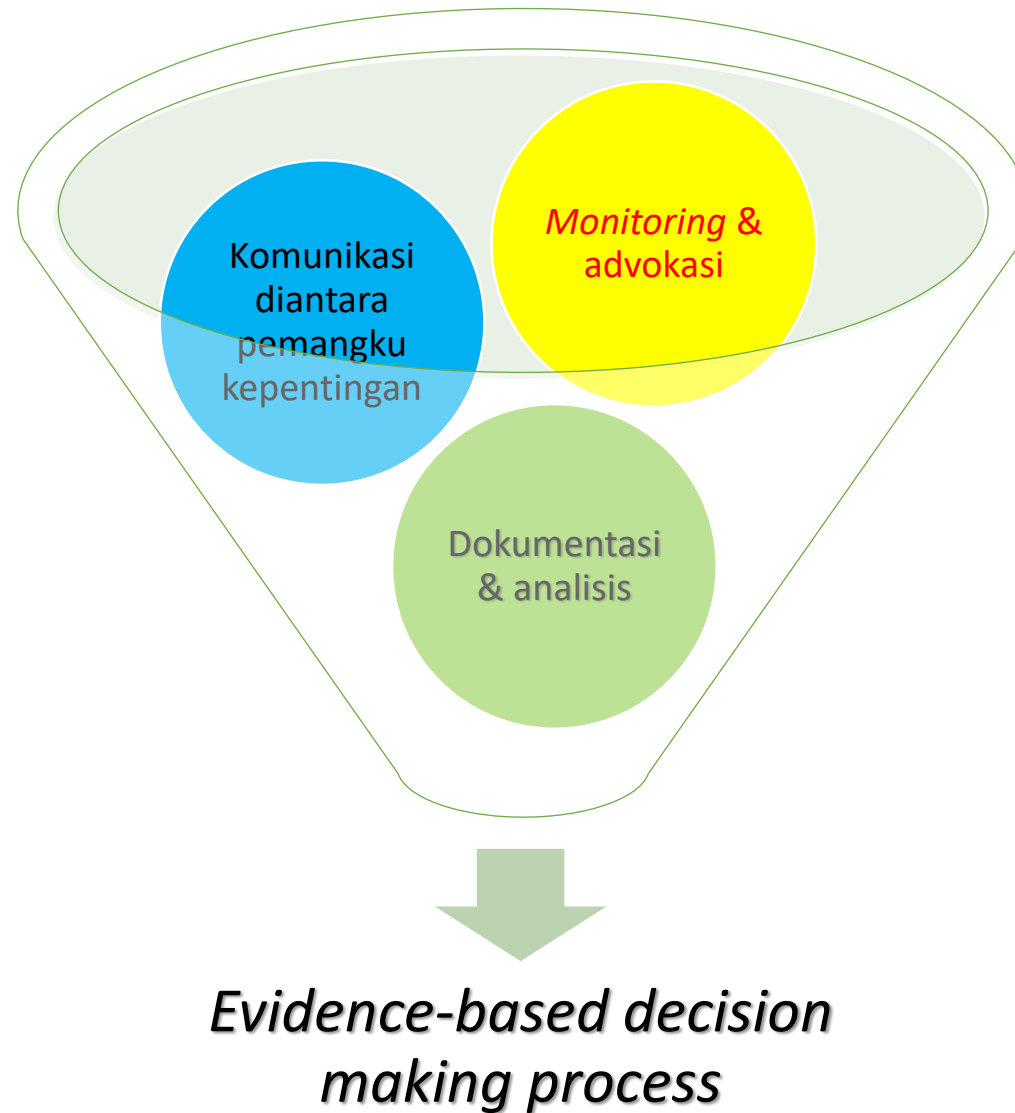 Komunikasi
diantara
pemangku
kepentingan
Monitoring &
advokasi
Dokumentasi
& analisis
Evidence-based decision
making process